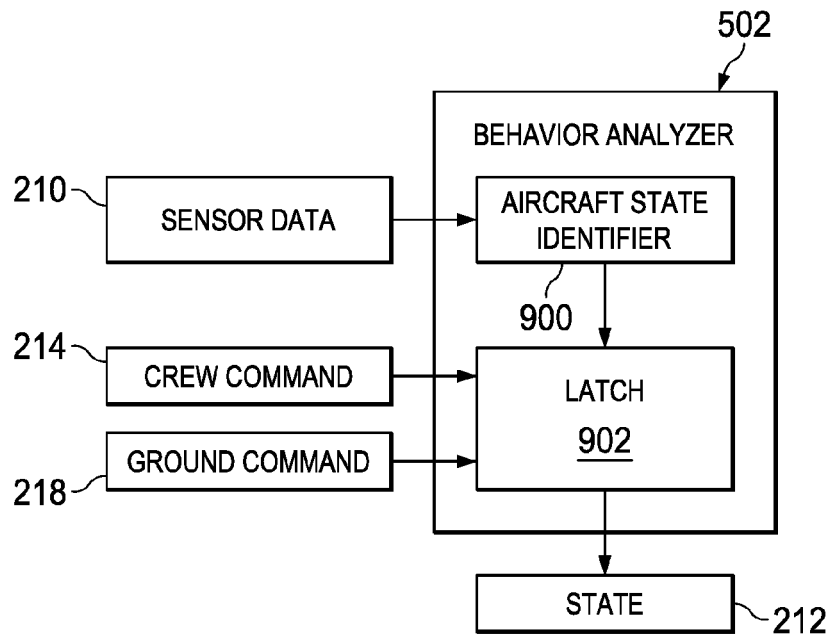 502
BEHAVIOR ANALYZER
210
SENSOR DATA
AIRCRAFT STATE
IDENTIFIER
900
214
CREW COMMAND
LATCH
902
GROUND COMMAND
218
STATE
212